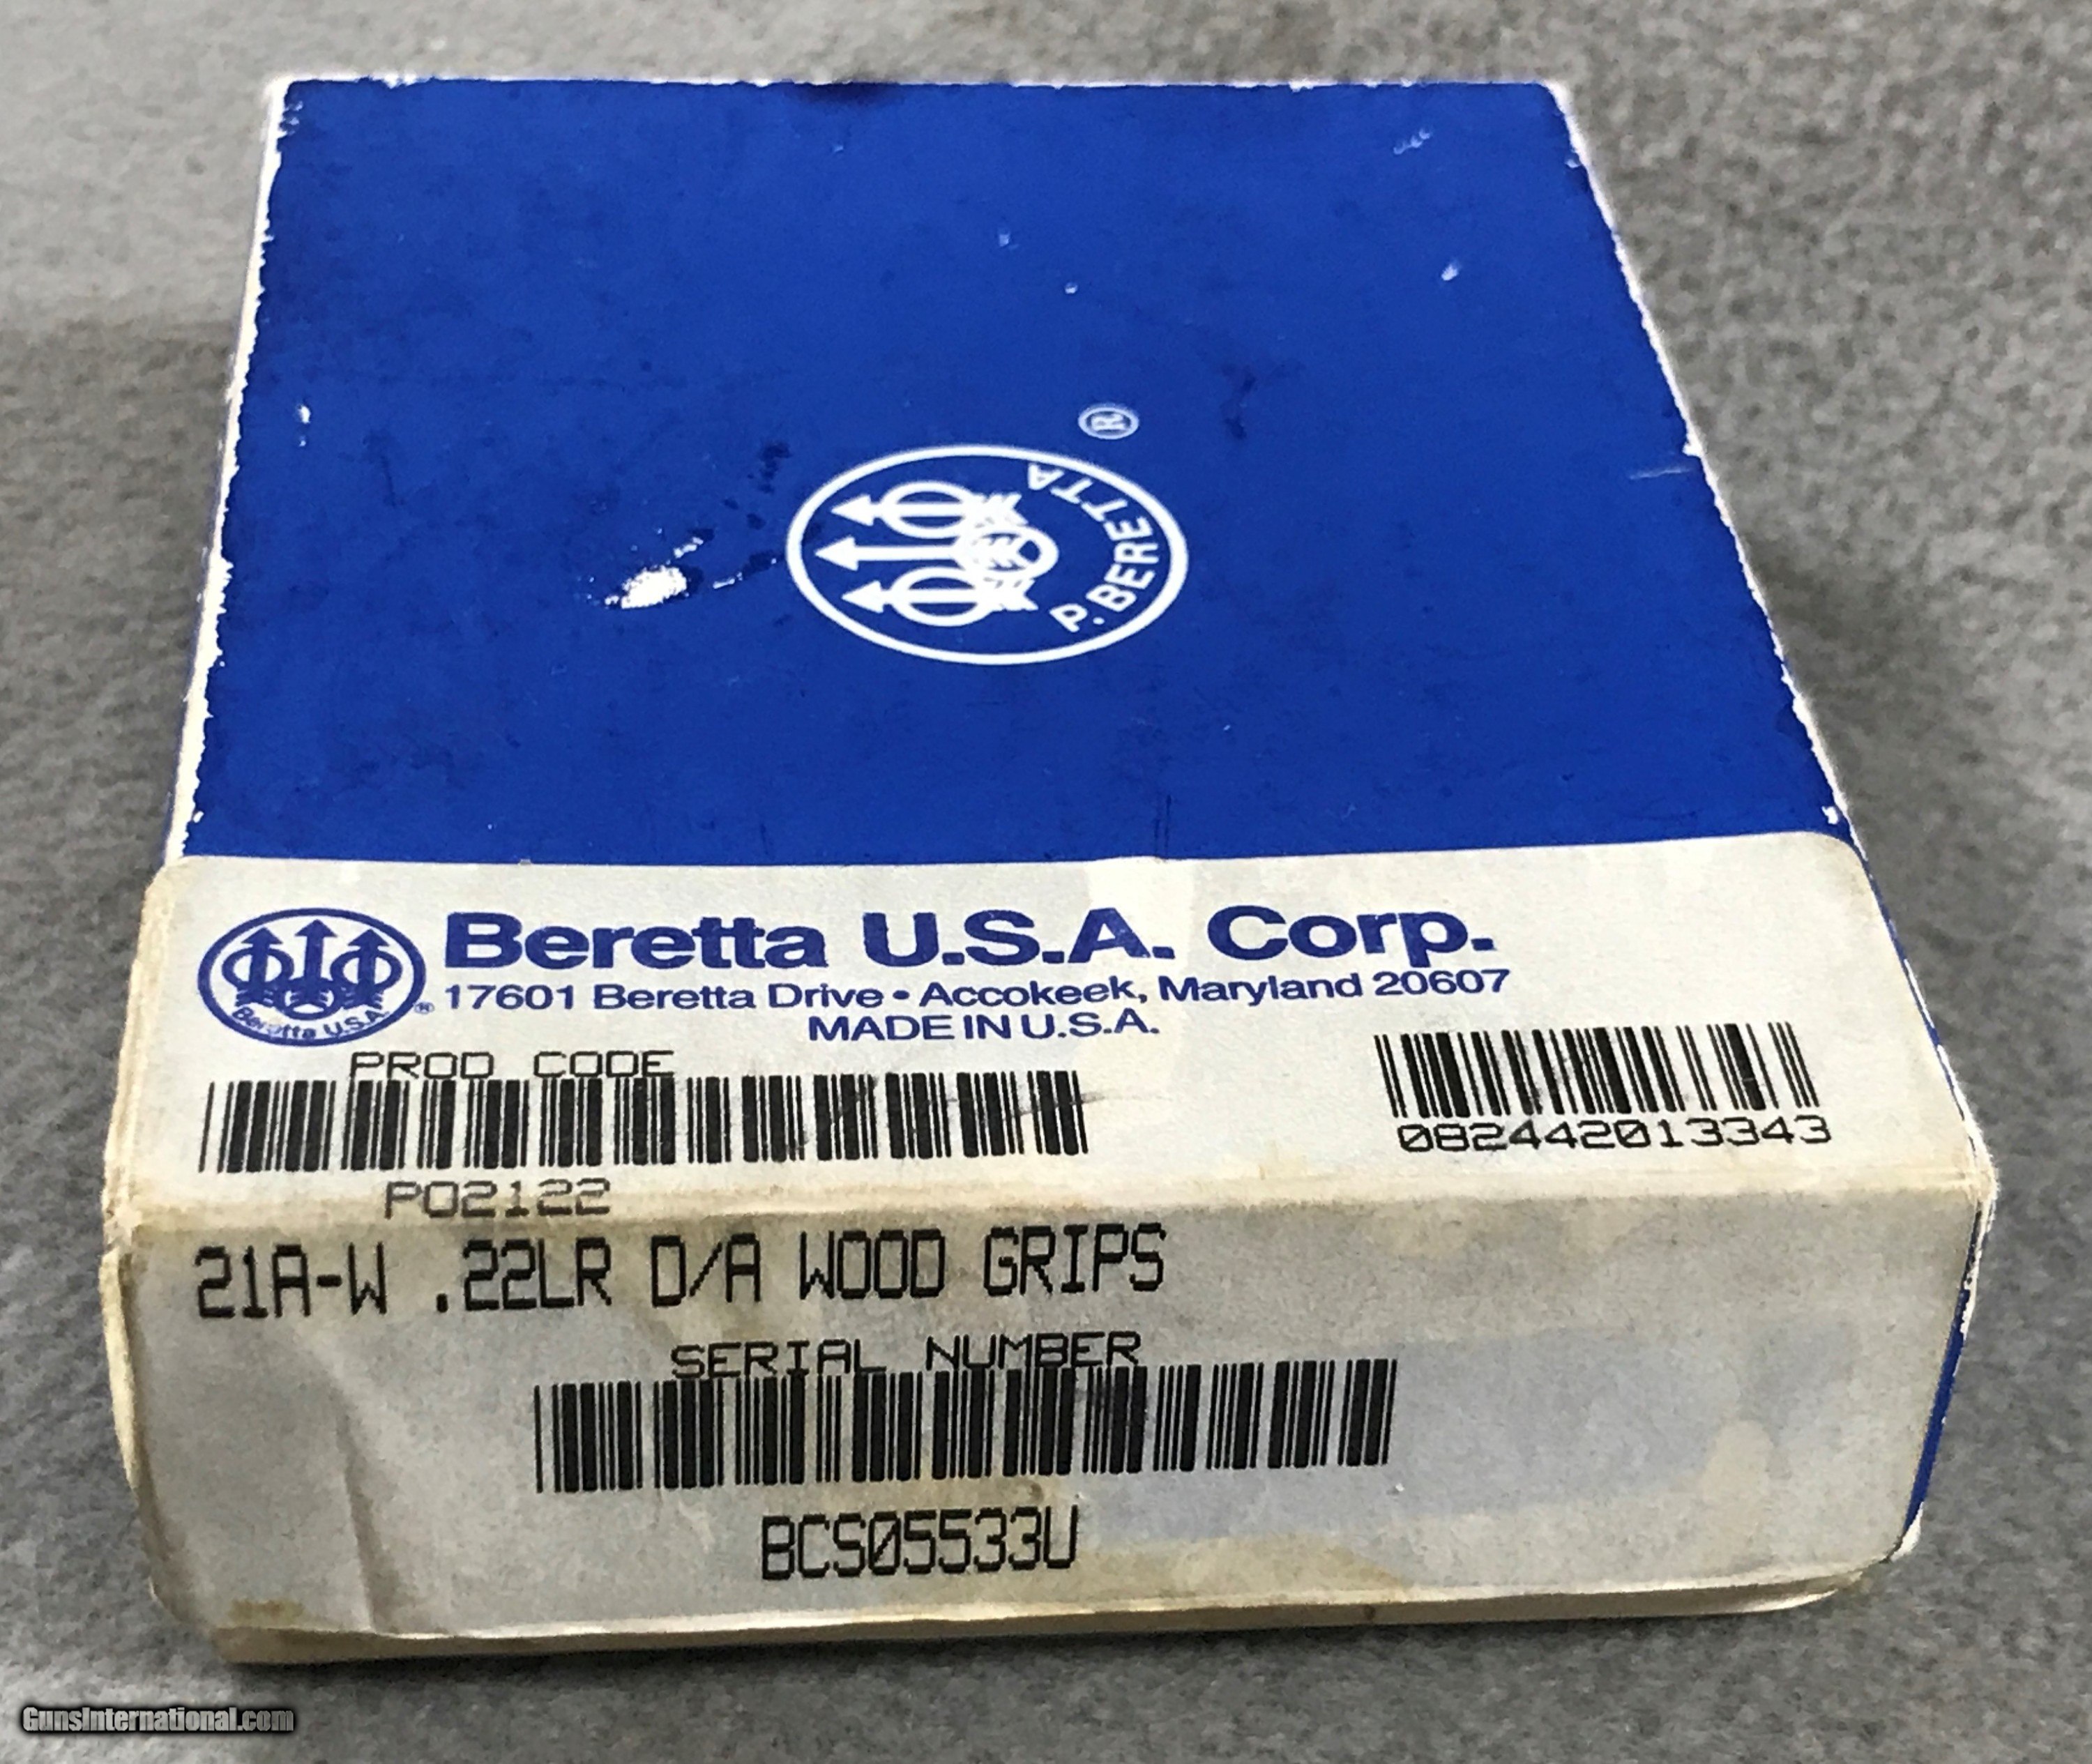 P. BERETTA ®
Beretta U.S.A. Corp.
Beretta U.S.A. ®
17601 Beretta Drive • Accokeek, Maryland 20607
MADE IN U.S.A.
PROD CODE
082442013343
P02122
21A-W .22LR D/A WOOD GRIPS
SERIAL NUMBER
BCS05533U
GunsInternational.com